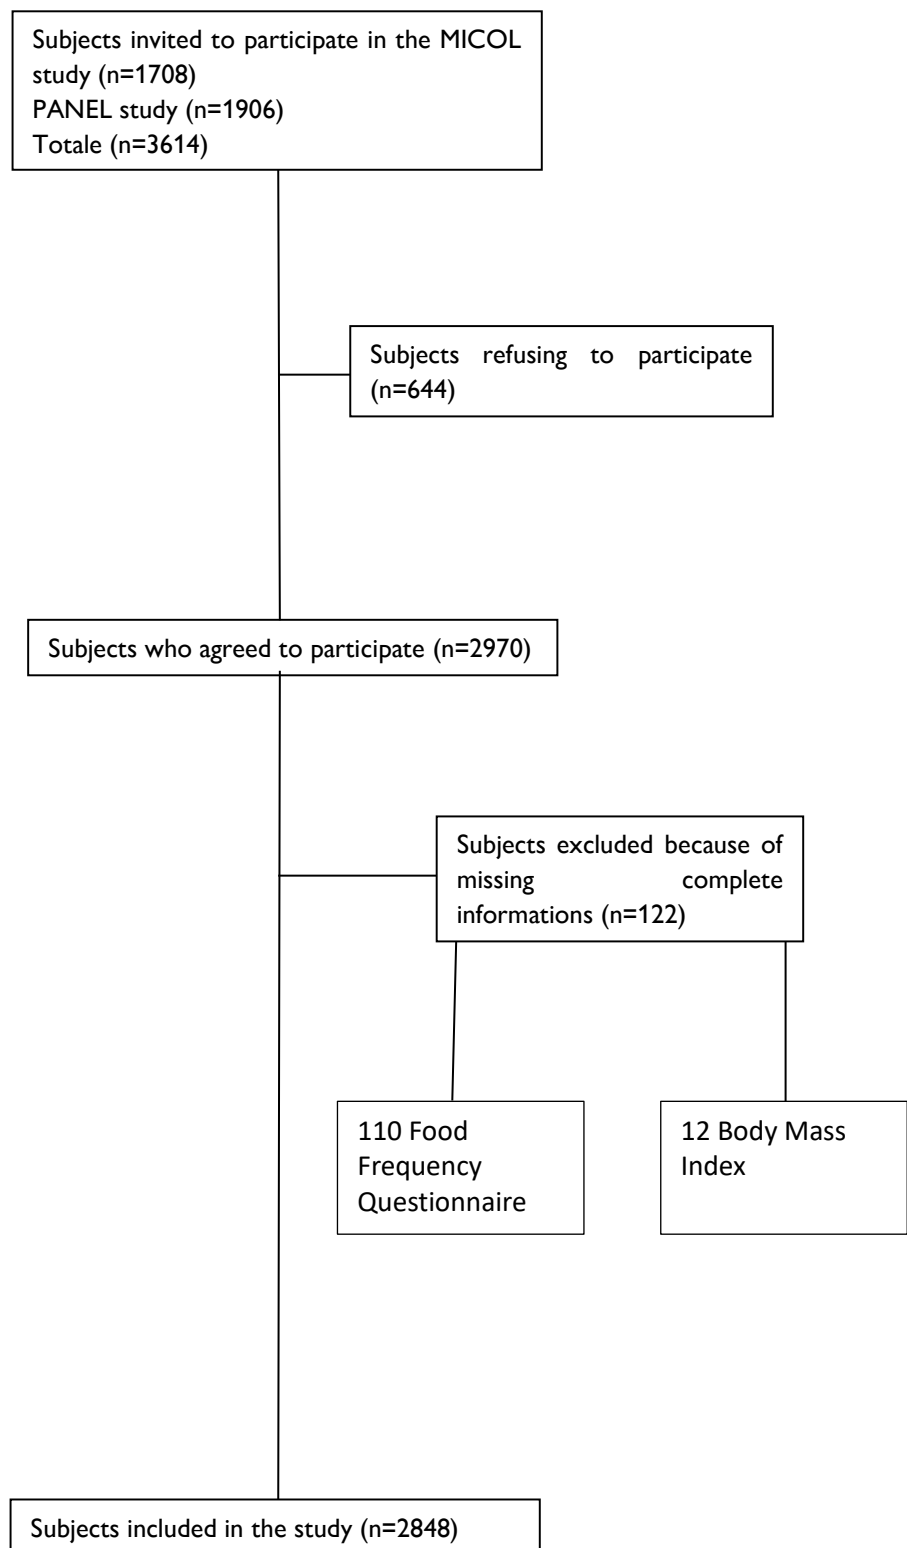 Subjects invited to participate in the MICOL
study (n=1708)
PANEL study (n=1906)
Totale (n=3614)
Subjects refusing to participate
(n=644)
Subjects who agreed to participate (n=2970)
Subjects excluded because of
missing complete
informations (n=122)
110 Food
Frequency
Questionnaire
12 Body Mass
Index
Subjects included in the study (n=2848)